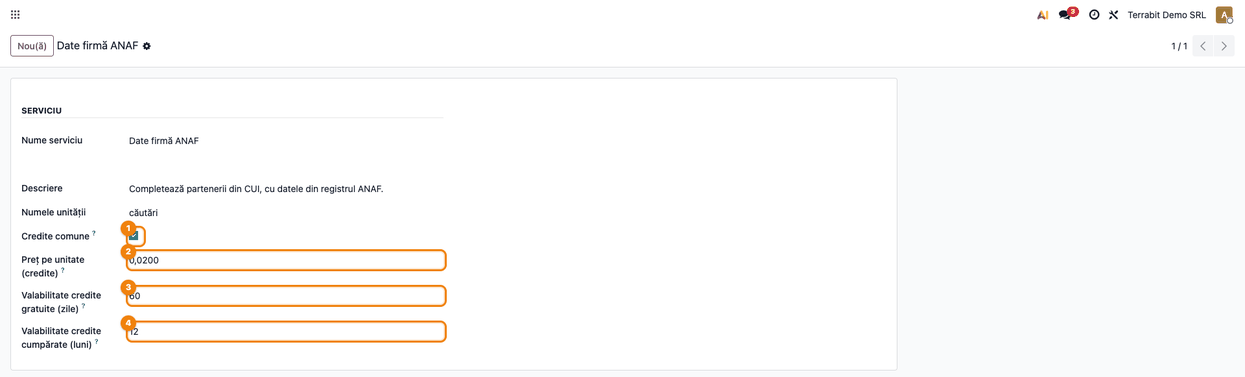 AI 3 Terrabit Demo SRL A
Nou(ă) Date firmă ANAF 1 / 1
SERVICIU
Nume serviciu Date firmă ANAF
Descriere Completează partenerii din CUI, cu datele din registrul ANAF.
Numele unității căutări
Credite comune ? 1
Preț pe unitate (credite) ? 2 0,0200
Valabilitate credite gratuite (zile) ? 3 60
Valabilitate credite cumpărate (luni) ? 4 12